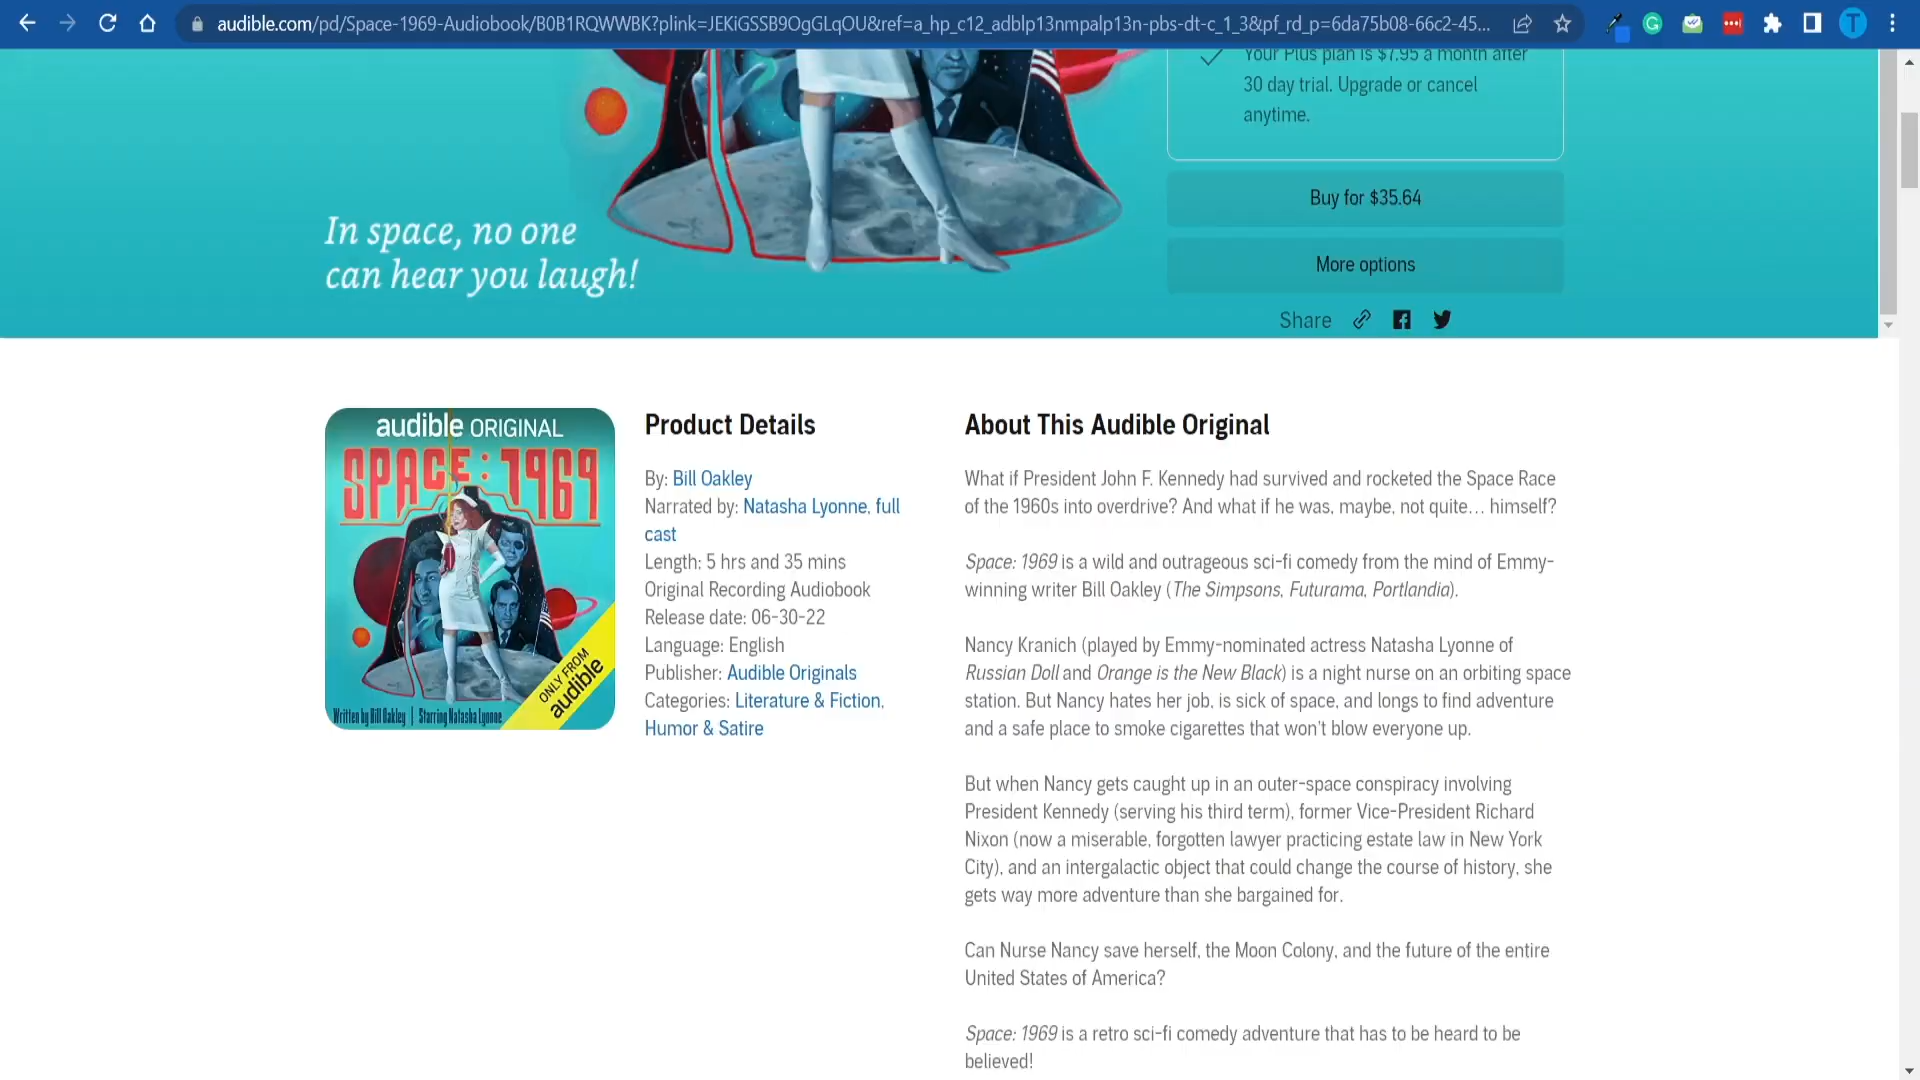 audible.com/pd/Space-1969-Audiobook/B0B1RQWWBK?plink=JEKiGSSB9OgGLqOU&ref=a_hp_c12_adblp13nmpalp13n-pbs-dt-c_1_3&pf_rd_p=6da75b08-66c2-45...
T
Your Plus plan is $7.95 a month after
30 day trial. Upgrade or cancel
anytime.
Buy for $35.64
More options
Share
In space, no one
can hear you laugh!
audible ORIGINAL
SPACE: 1969
ONLY FROM
audible
Written by Bill Oakley | Starring Natasha Lyonne
Product Details
By: Bill Oakley
Narrated by: Natasha Lyonne, full
cast
Length: 5 hrs and 35 mins
Original Recording Audiobook
Release date: 06-30-22
Language: English
Publisher: Audible Originals
Categories: Literature & Fiction,
Humor & Satire
About This Audible Original
What if President John F. Kennedy had survived and rocketed the Space Race
of the 1960s into overdrive? And what if he was, maybe, not quite... himself?
Space: 1969 is a wild and outrageous sci-fi comedy from the mind of Emmy-
winning writer Bill Oakley (The Simpsons, Futurama, Portlandia).
Nancy Kranich (played by Emmy-nominated actress Natasha Lyonne of
Russian Doll and Orange is the New Black) is a night nurse on an orbiting space
station. But Nancy hates her job, is sick of space, and longs to find adventure
and a safe place to smoke cigarettes that won't blow everyone up.
But when Nancy gets caught up in an outer-space conspiracy involving
President Kennedy (serving his third term), former Vice-President Richard
Nixon (now a miserable, forgotten lawyer practicing estate law in New York
City), and an intergalactic object that could change the course of history, she
gets way more adventure than she bargained for.
Can Nurse Nancy save herself, the Moon Colony, and the future of the entire
United States of America?
Space: 1969 is a retro sci-fi comedy adventure that has to be heard to be
believed!